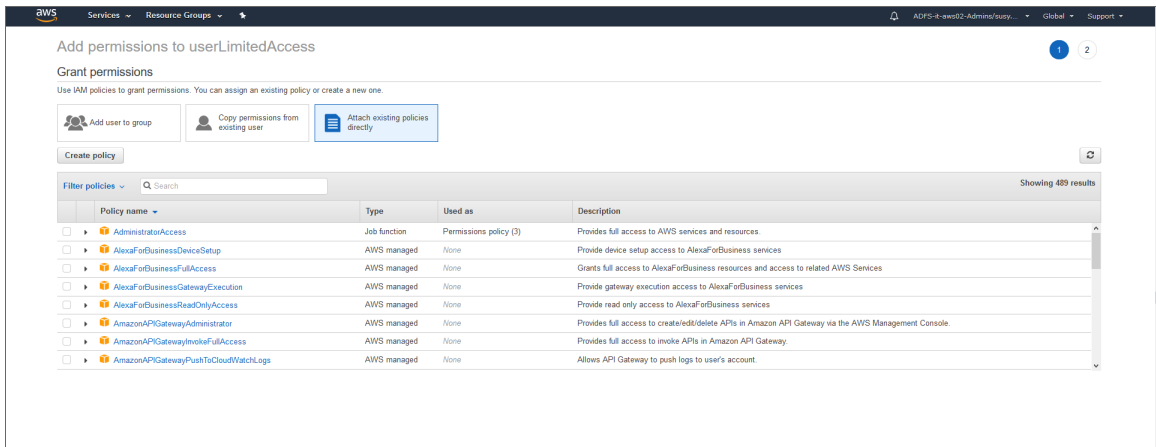 aws Services Resource Groups ADFS-it-aws02-Admins/susy... Global Support
Add permissions to userLimitedAccess 1 2
Grant permissions
Use IAM policies to grant permissions. You can assign an existing policy or create a new one.
Add user to group
Copy permissions from
existing user
Attach existing policies
directly
Create policy
Filter policies Search Showing 489 results
Policy name Type Used as Description
AdministratorAccess Job function Permissions policy (3) Provides full access to AWS services and resources.
AlexaForBusinessDeviceSetup AWS managed None Provide device setup access to AlexaForBusiness services
AlexaForBusinessFullAccess AWS managed None Grants full access to AlexaForBusiness resources and access to related AWS Services
AlexaForBusinessGatewayExecution AWS managed None Provide gateway execution access to AlexaForBusiness services
AlexaForBusinessReadOnlyAccess AWS managed None Provide read only access to AlexaForBusiness services
AmazonAPIGatewayAdministrator AWS managed None Provides full access to create/edit/delete APIs in Amazon API Gateway via the AWS Management Console.
AmazonAPIGatewayInvokeFullAccess AWS managed None Provides full access to invoke APIs in Amazon API Gateway.
AmazonAPIGatewayPushToCloudWatchLogs AWS managed None Allows API Gateway to push logs to user's account.